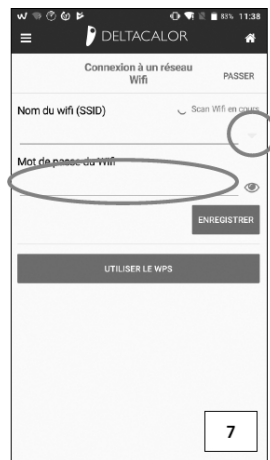 83% 11:38
DELTACALOR
Connexion à un réseau
Wifi
PASSER
Nom du wifi (SSID)
Scan Wifi en cours
Mot de passe du Wifi
ENREGISTRER
UTILISER LE WPS
7